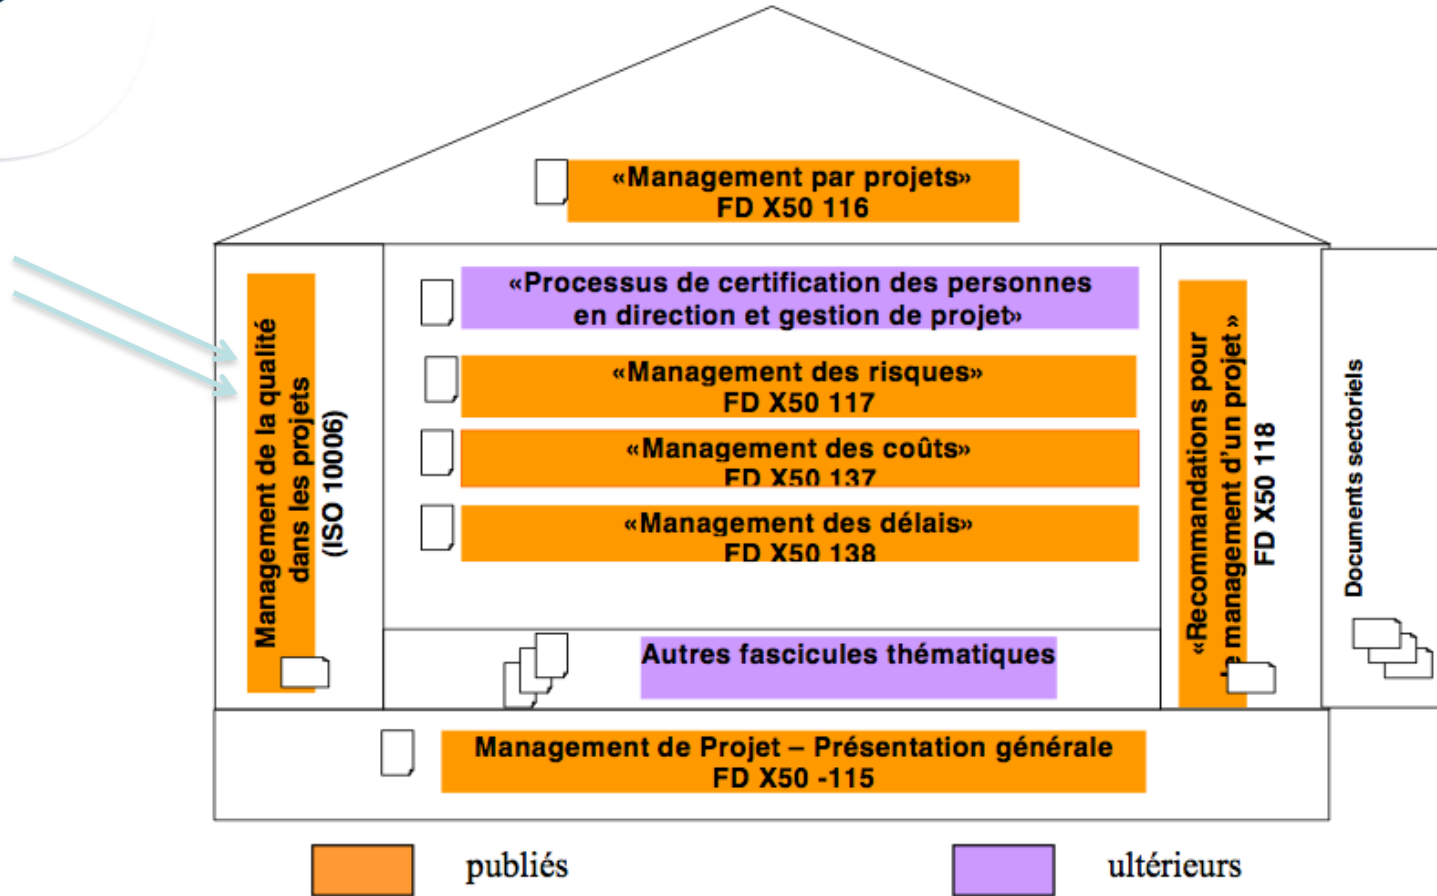 «Management par projets»
FD X50 116
Management de la qualité
dans les projets
(ISO 10006)
«Processus de certification des personnes
en direction et gestion de projet»
«Management des risques»
FD X50 117
«Management des coûts»
FD X50 137
«Management des délais»
FD X50 138
Autres fascicules thématiques
«Recommandations pour
le management d'un projet »
FD X50 118
Documents sectoriels
Management de Projet – Présentation générale
FD X50 -115
publiés
ultérieurs